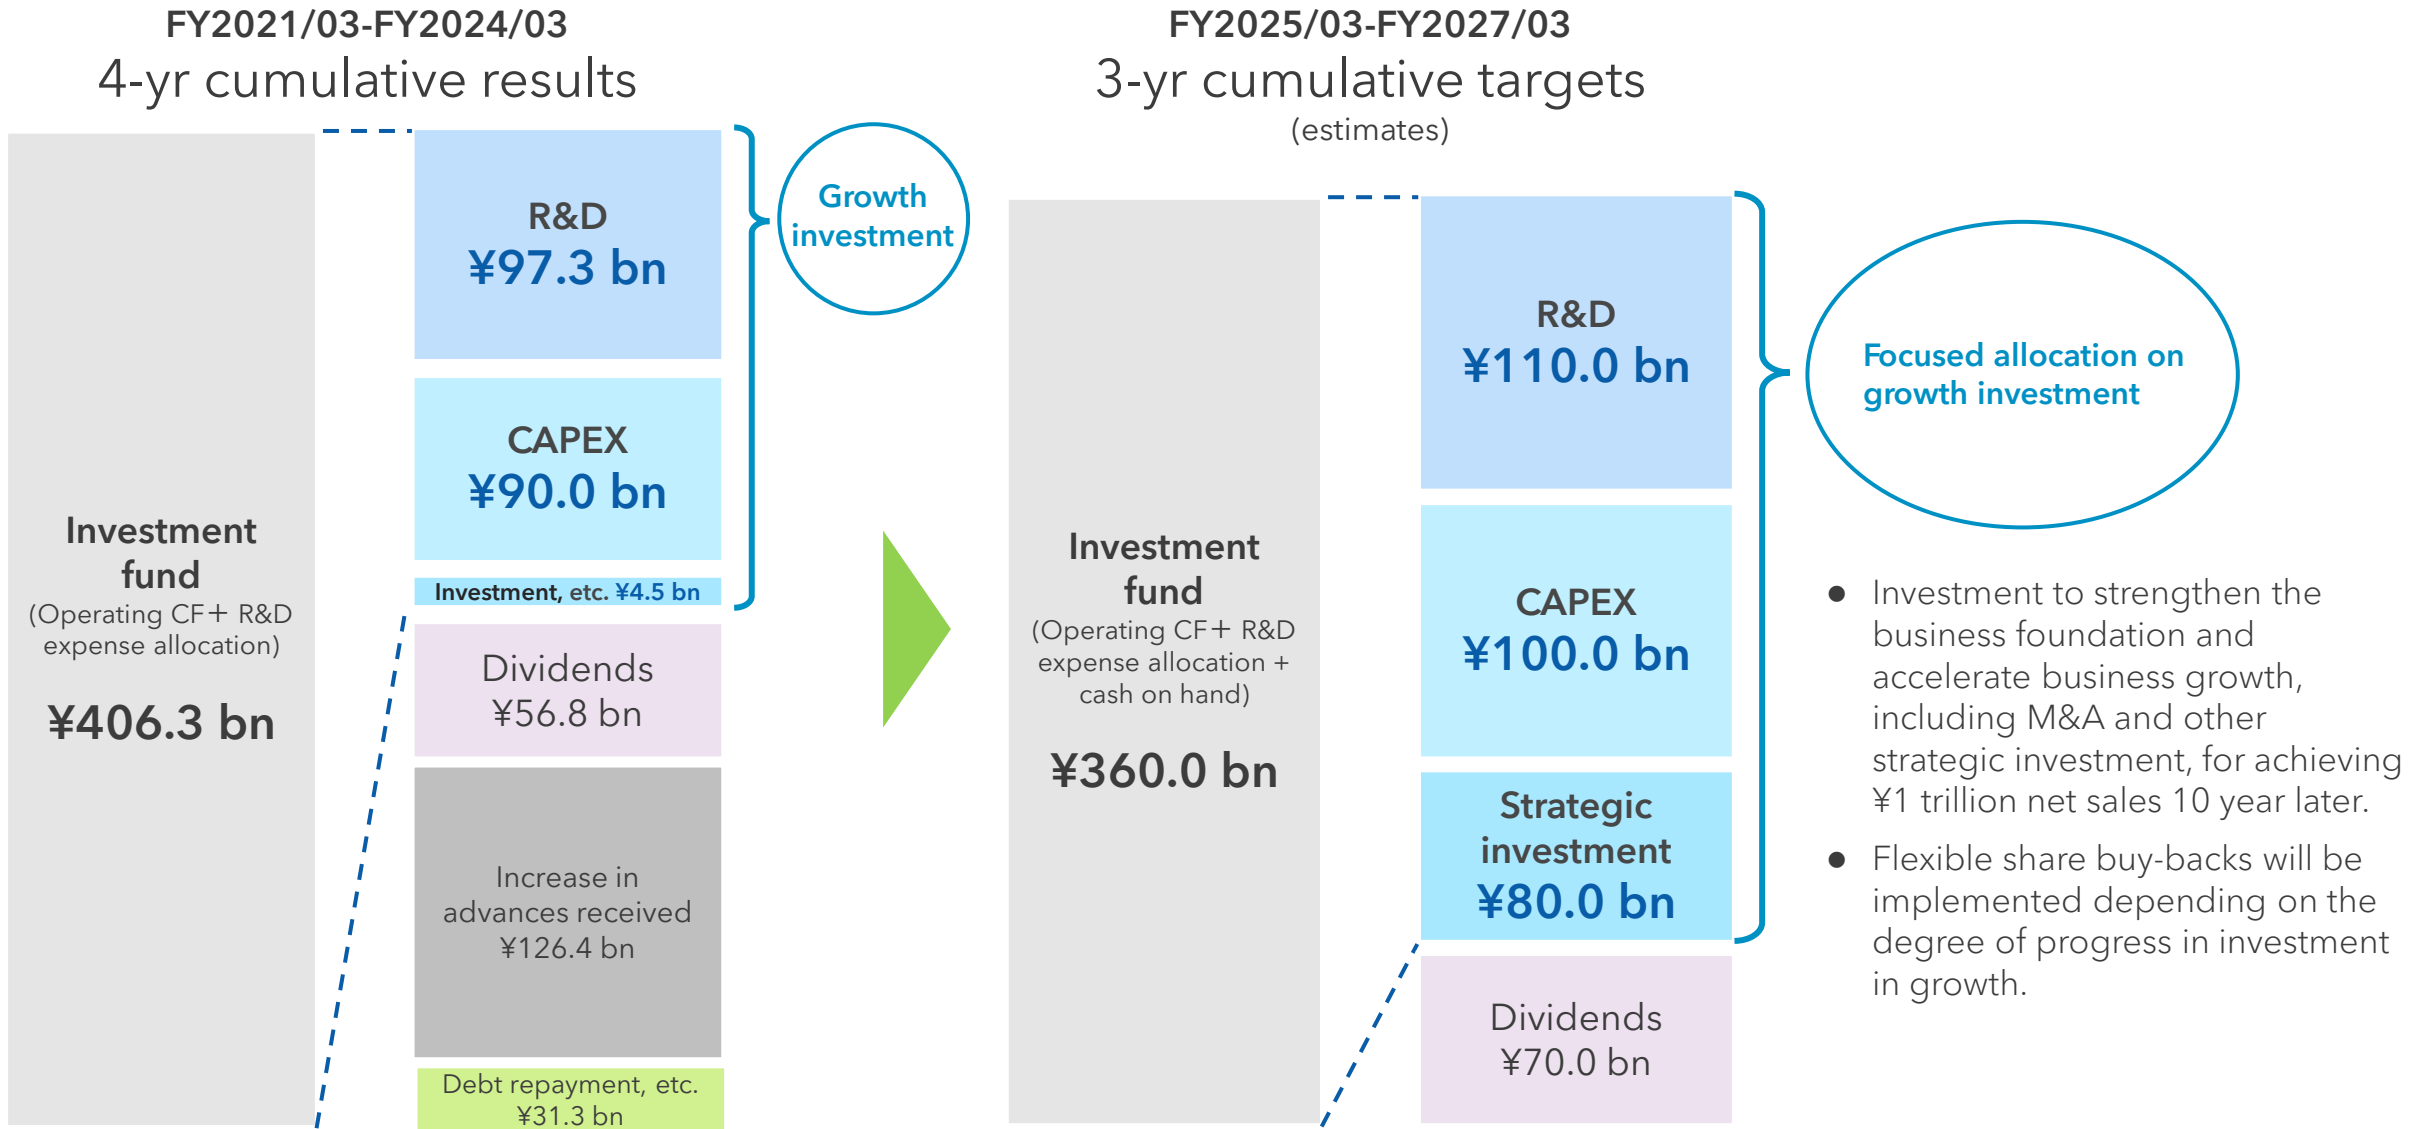 FY2021/03-FY2024/03
4-yr cumulative results
Investment
fund
(Operating CF+ R&D
expense allocation)
¥406.3 bn
R&D
¥97.3 bn
CAPEX
¥90.0 bn
Investment, etc. ¥4.5 bn
Dividends
¥56.8 bn
Increase in
advances received
¥126.4 bn
Debt repayment, etc.
¥31.3 bn
Growth
investment
FY2025/03-FY2027/03
3-yr cumulative targets
(estimates)
Investment
fund
(Operating CF+ R&D
expense allocation +
cash on hand)
¥360.0 bn
R&D
¥110.0 bn
CAPEX
¥100.0 bn
Strategic
investment
¥80.0 bn
Dividends
¥70.0 bn
Focused allocation on
growth investment
● Investment to strengthen the
business foundation and
accelerate business growth,
including M&A and other
strategic investment, for achieving
¥1 trillion net sales 10 year later.
● Flexible share buy-backs will be
implemented depending on the
degree of progress in investment
in growth.